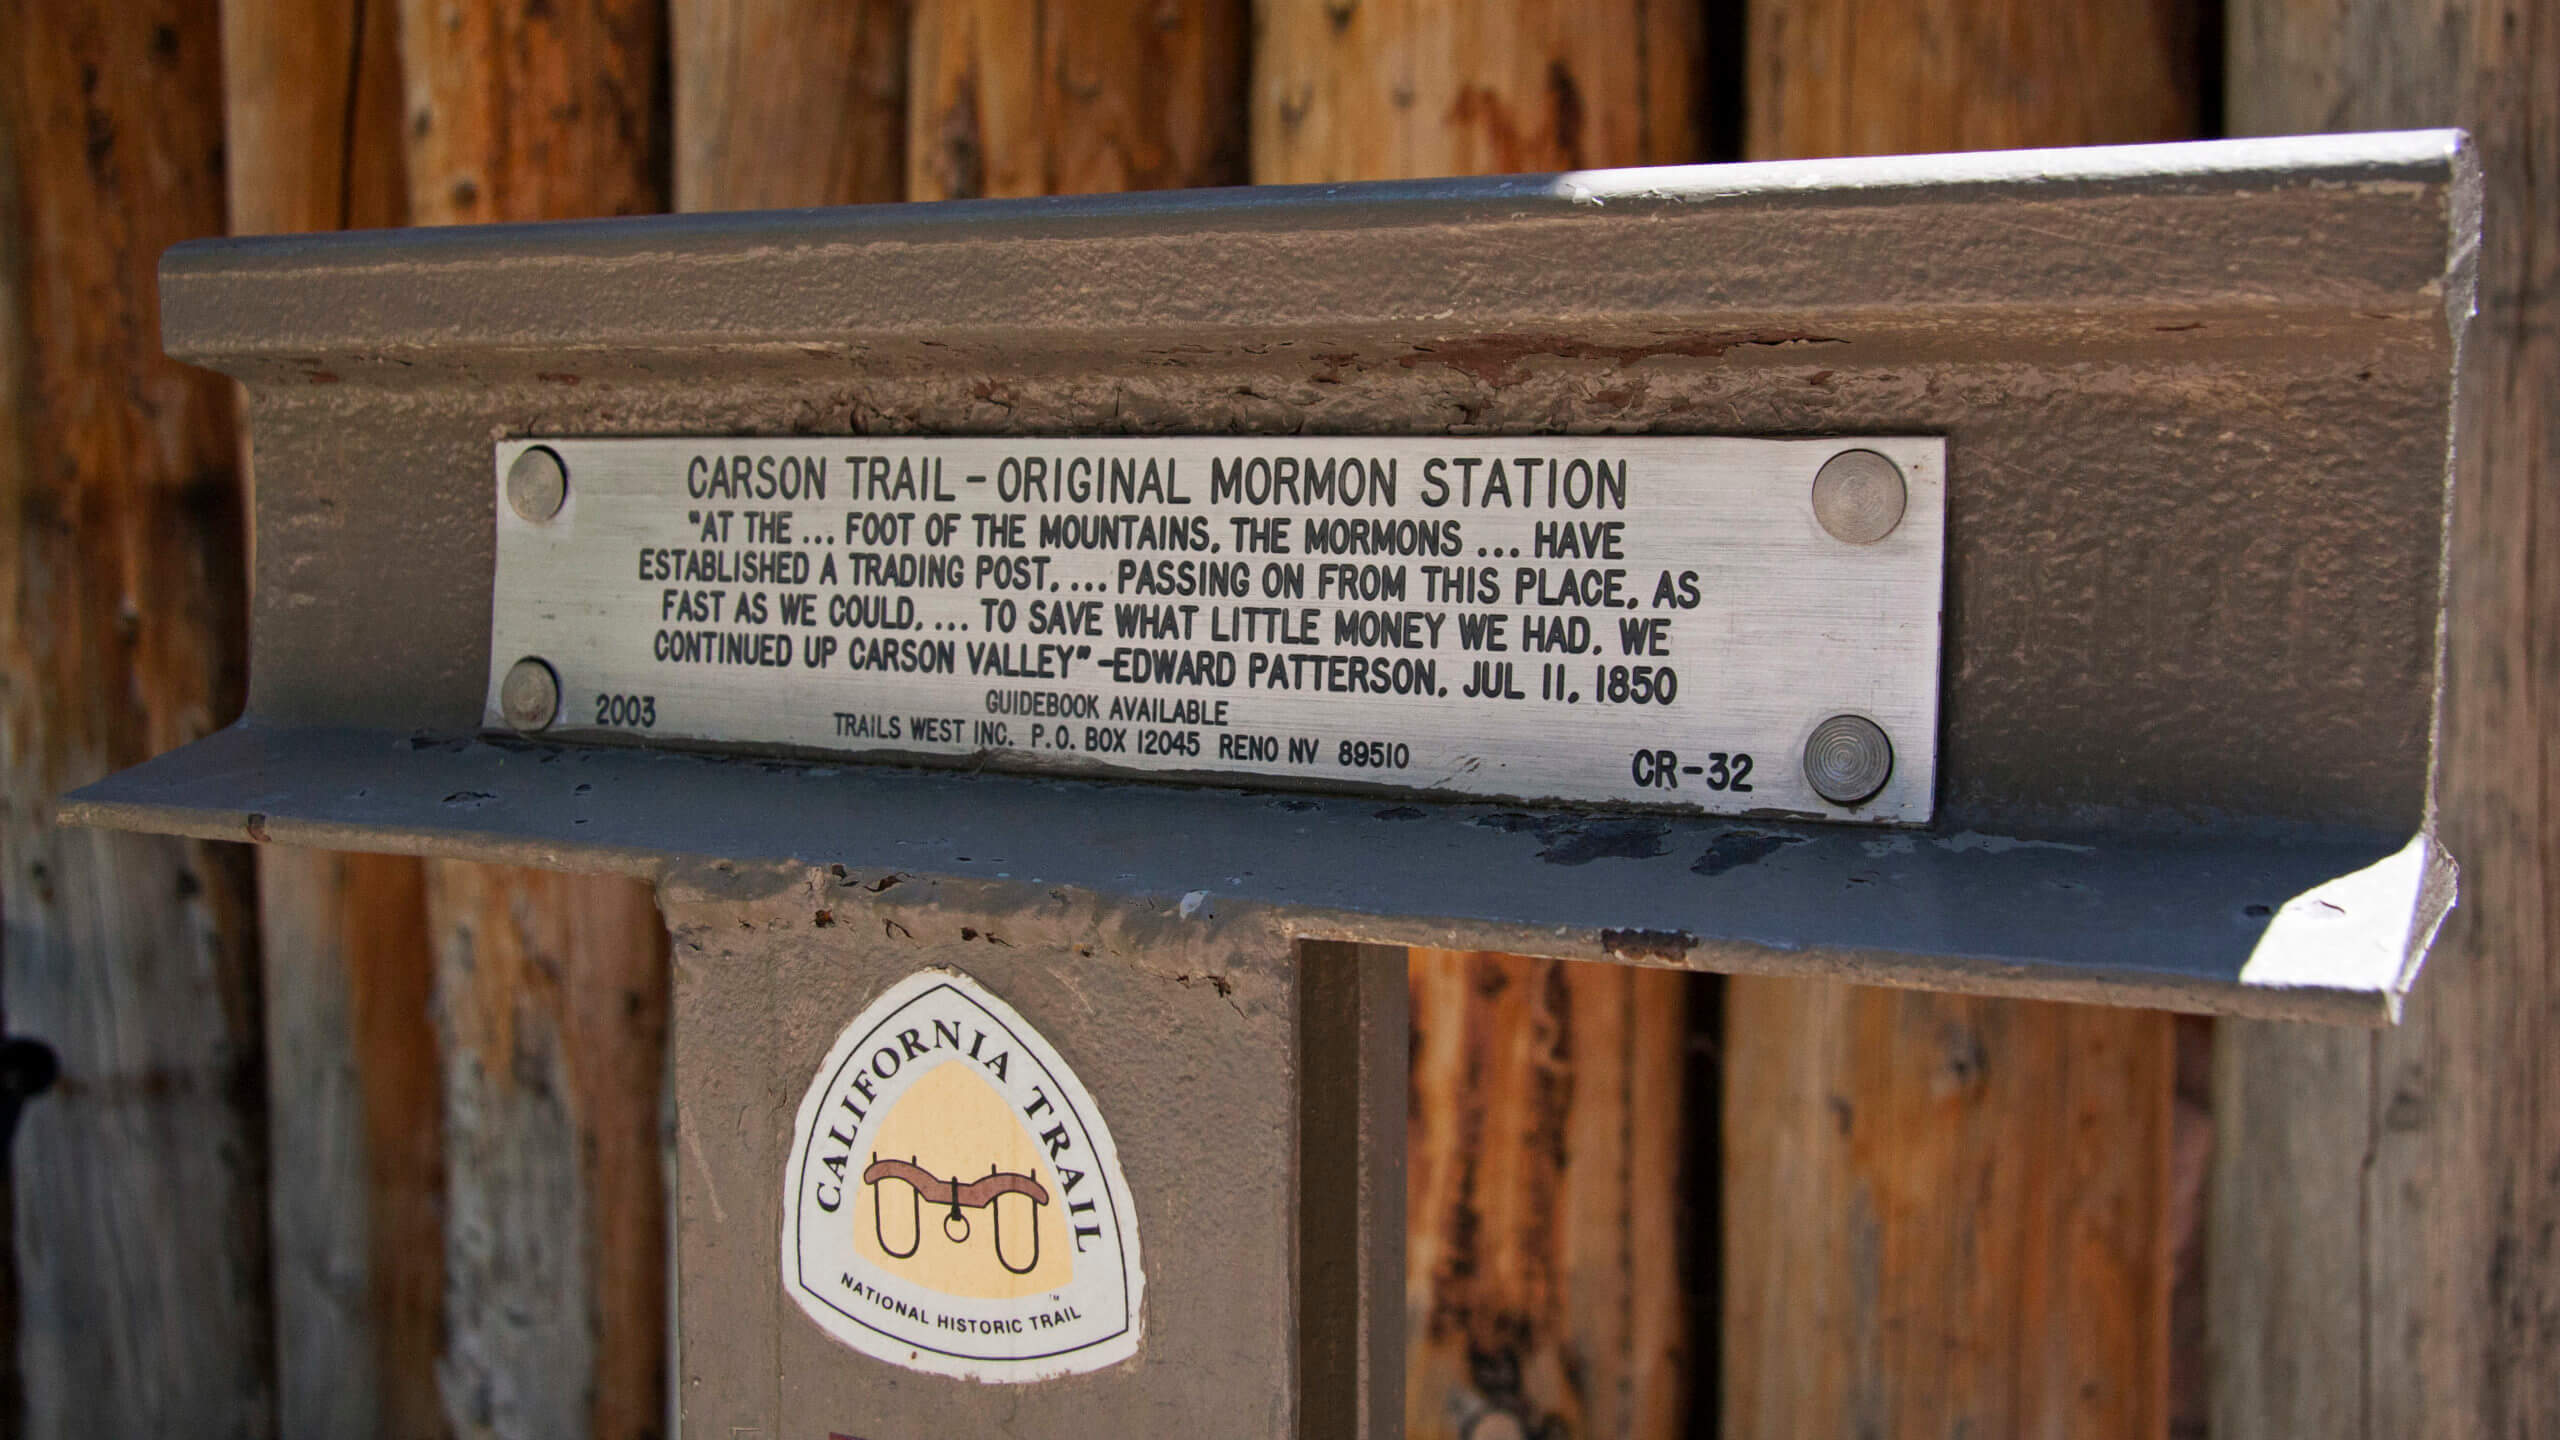 CARSON TRAIL - ORIGINAL MORMON STATION
"AT THE ... FOOT OF THE MOUNTAINS, THE MORMONS ... HAVE
ESTABLISHED A TRADING POST, ... PASSING ON FROM THIS PLACE, AS
FAST AS WE COULD, ... TO SAVE WHAT LITTLE MONEY WE HAD, WE
CONTINUED UP CARSON VALLEY" -EDWARD PATTERSON, JUL 11, 1850
GUIDEBOOK AVAILABLE
2003
TRAILS WEST INC. P.O. BOX 12045 RENO NV 89510
CR-32
CALIFORNIA TRAIL
NATIONAL HISTORIC TRAIL
TM